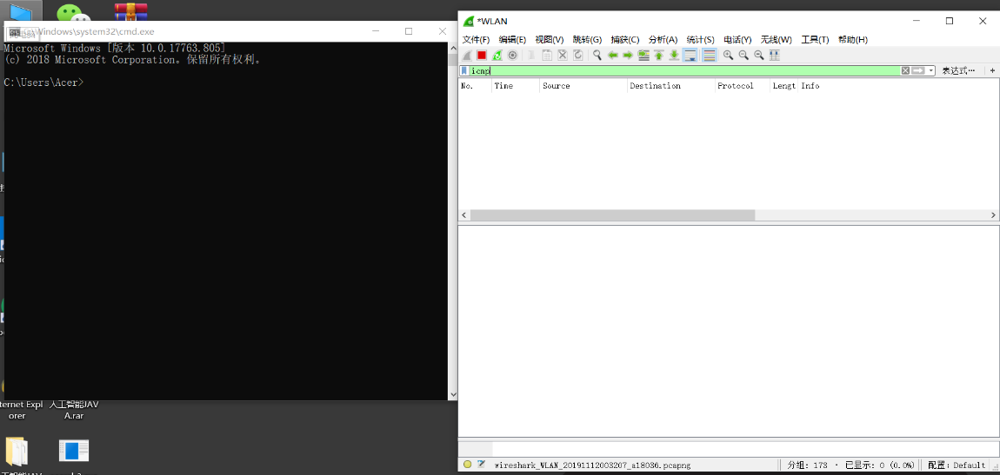 C:\Windows\system32\cmd.exe
Microsoft Windows [版本 10.0.17763.805]
(c) 2018 Microsoft Corporation。保留所有权利。
C:\Users\Acer>
ternet Expl
orer
人工智能JAV
A.rar
*WLAN
文件(F) 编辑(E) 视图(V) 跳转(G) 捕获(C) 分析(A) 统计(S) 电话(Y) 无线(W) 工具(T) 帮助(H)
icmp
表达式…
+
No. Time Source Destination Protocol Lengt Info
wireshark_WLAN_20191112003207_a18036.pcapng
分组: 173 · 已显示: 0 (0.0%)
配置: Default